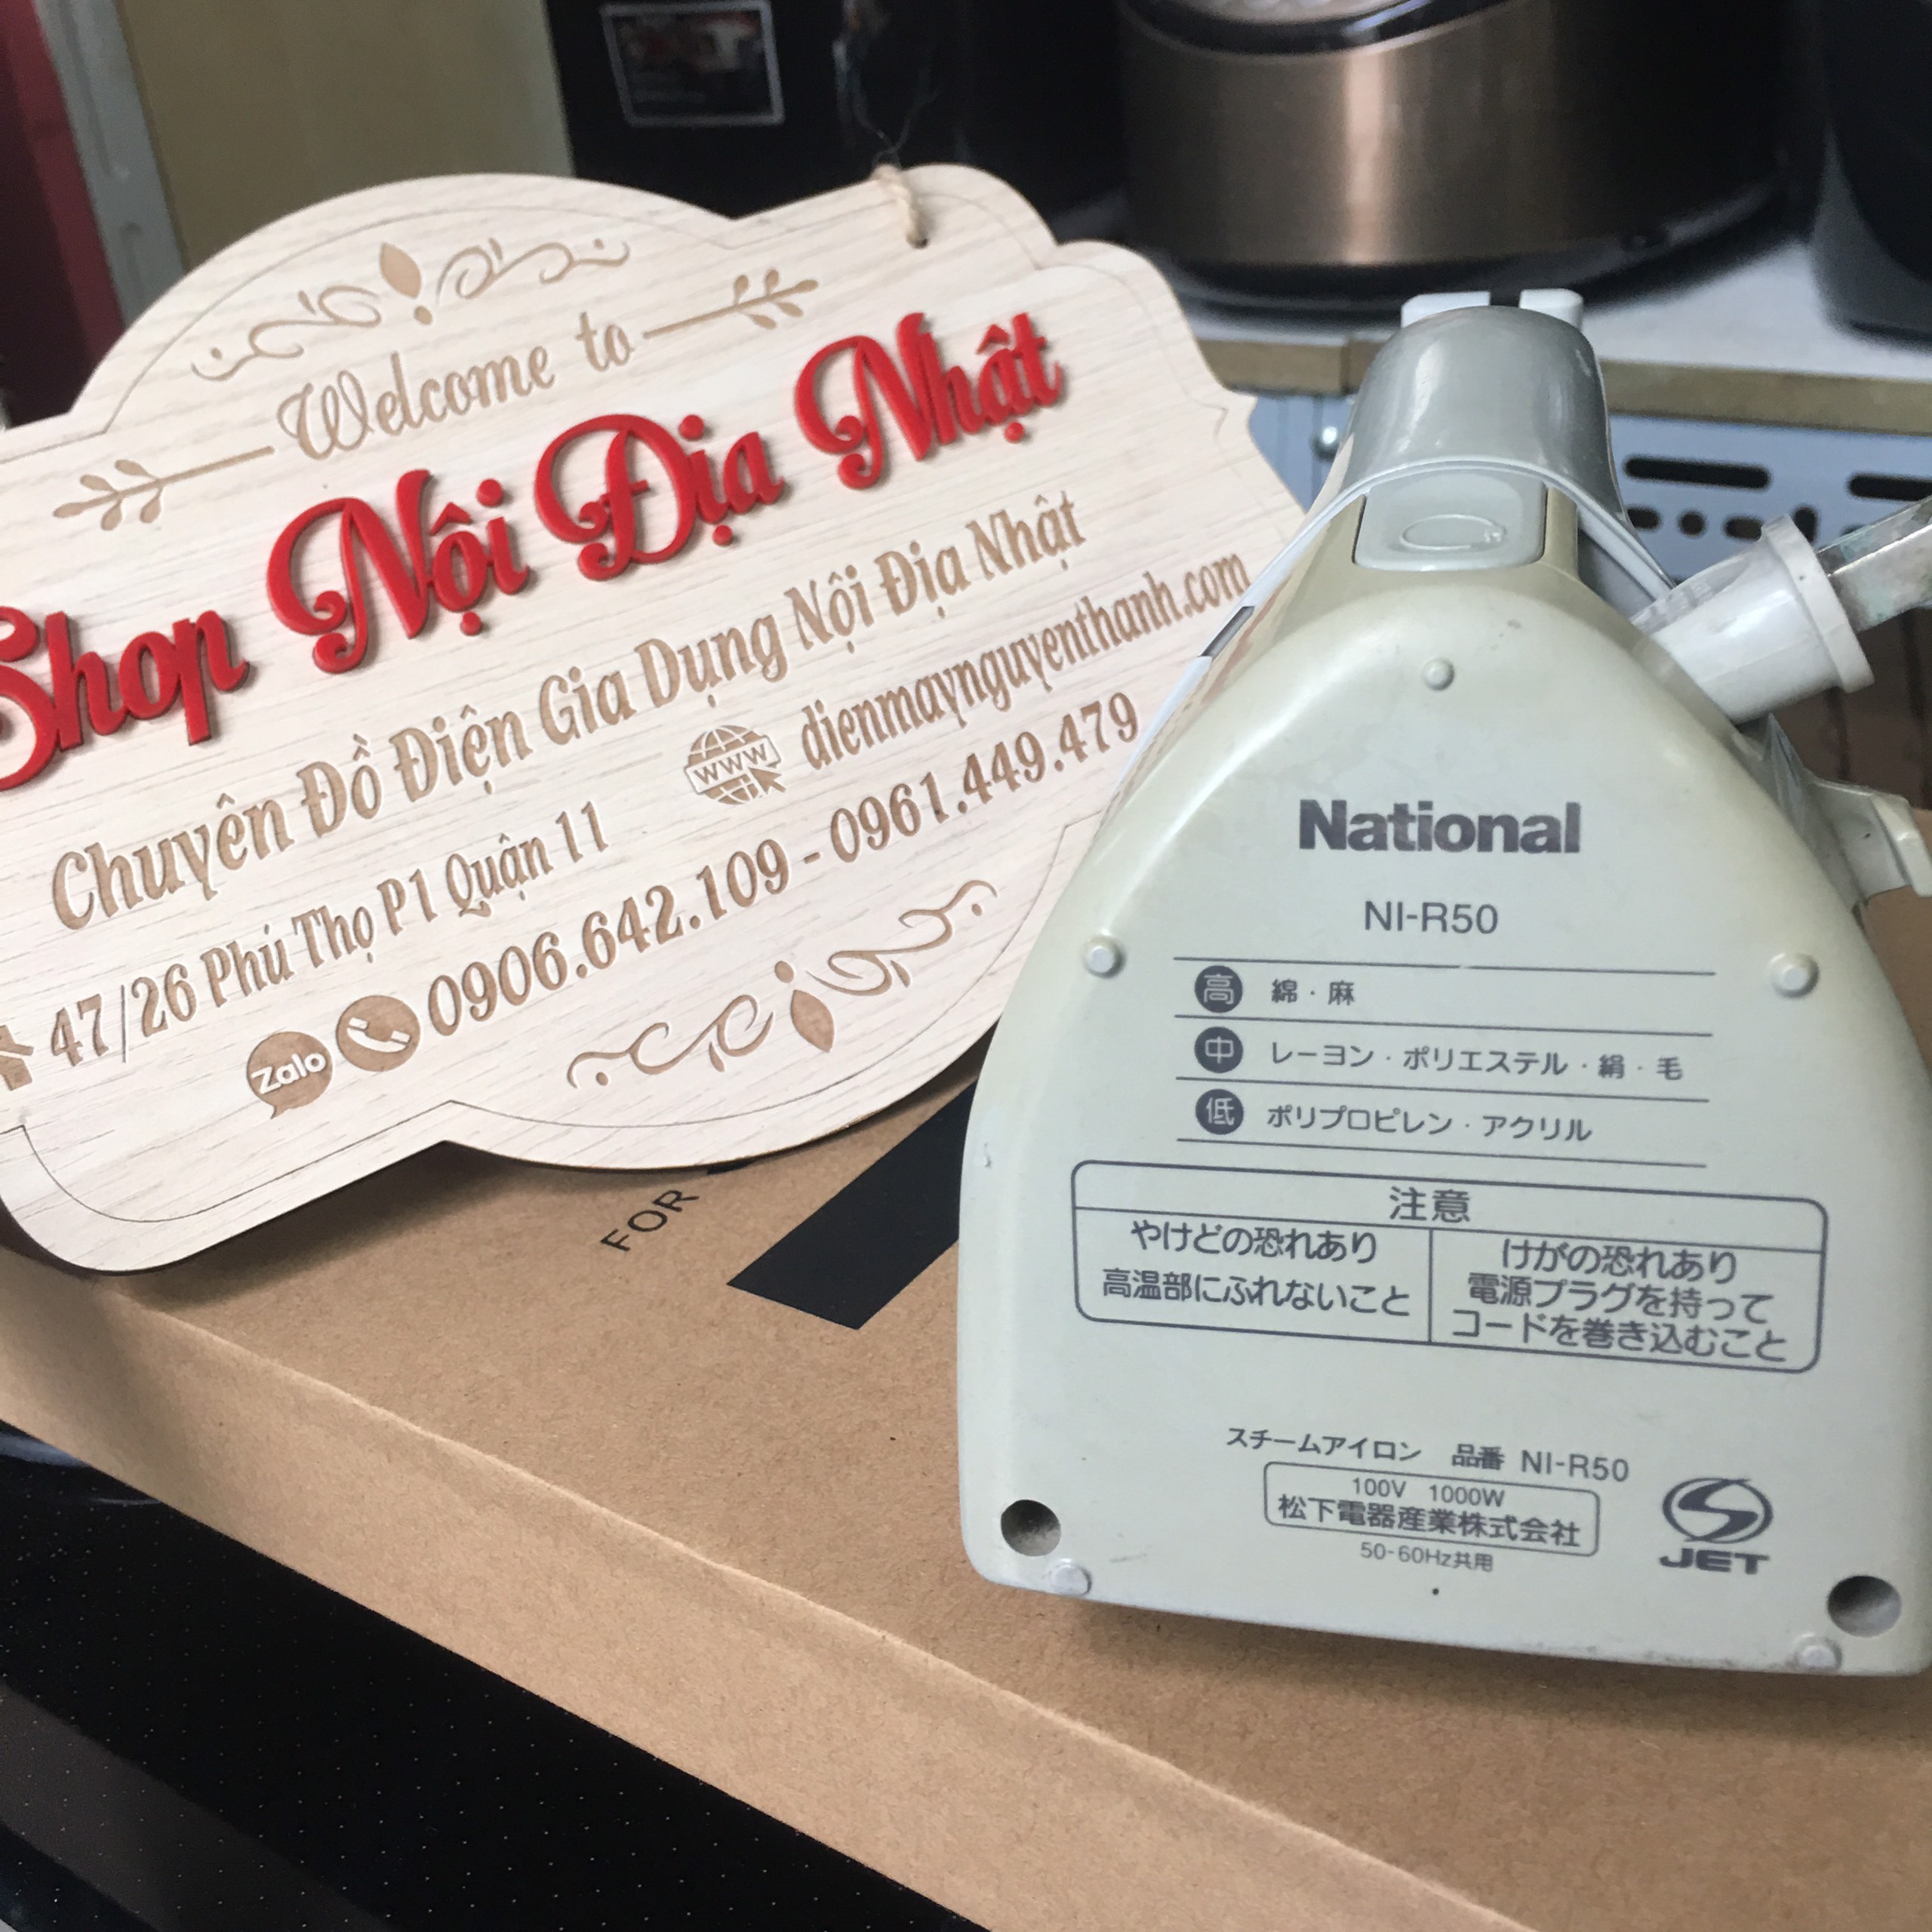 Welcome to
Shop Nội Địa Nhật
Chuyên Đồ Điện Gia Dụng Nội Địa Nhật
47/26 Phú Thọ P1 Quận 11
www dienmaynguyenthanh.com
Zalo 0906.642.109 - 0961.449.479
FOR
National
NI-R50
高 綿・麻
中 レーヨン・ポリエステル・絹・毛
低 ポリプロピレン・アクリル
注意
やけどの恐れあり
高温部にふれないこと
けがの恐れあり
電源プラグを持って
コードを巻き込むこと
スチームアイロン 品番 NI-R50
100V 1000W
松下電器産業株式会社
50-60Hz共用
JET